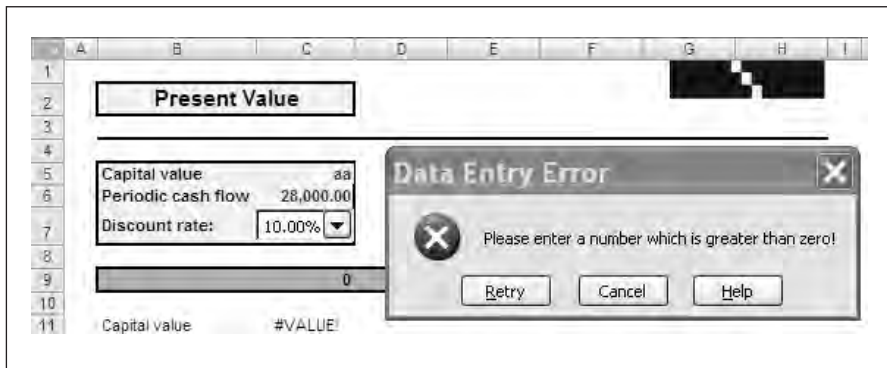 A B C D E F G H I
1
2 Present Value
3
4
5 Capital value aa
6 Periodic cash flow 28,000.00
7 Discount rate: 10.00%
8
9 0
10
11 Capital value #VALUE!
Data Entry Error
Please enter a number which is greater than zero!
Retry Cancel Help